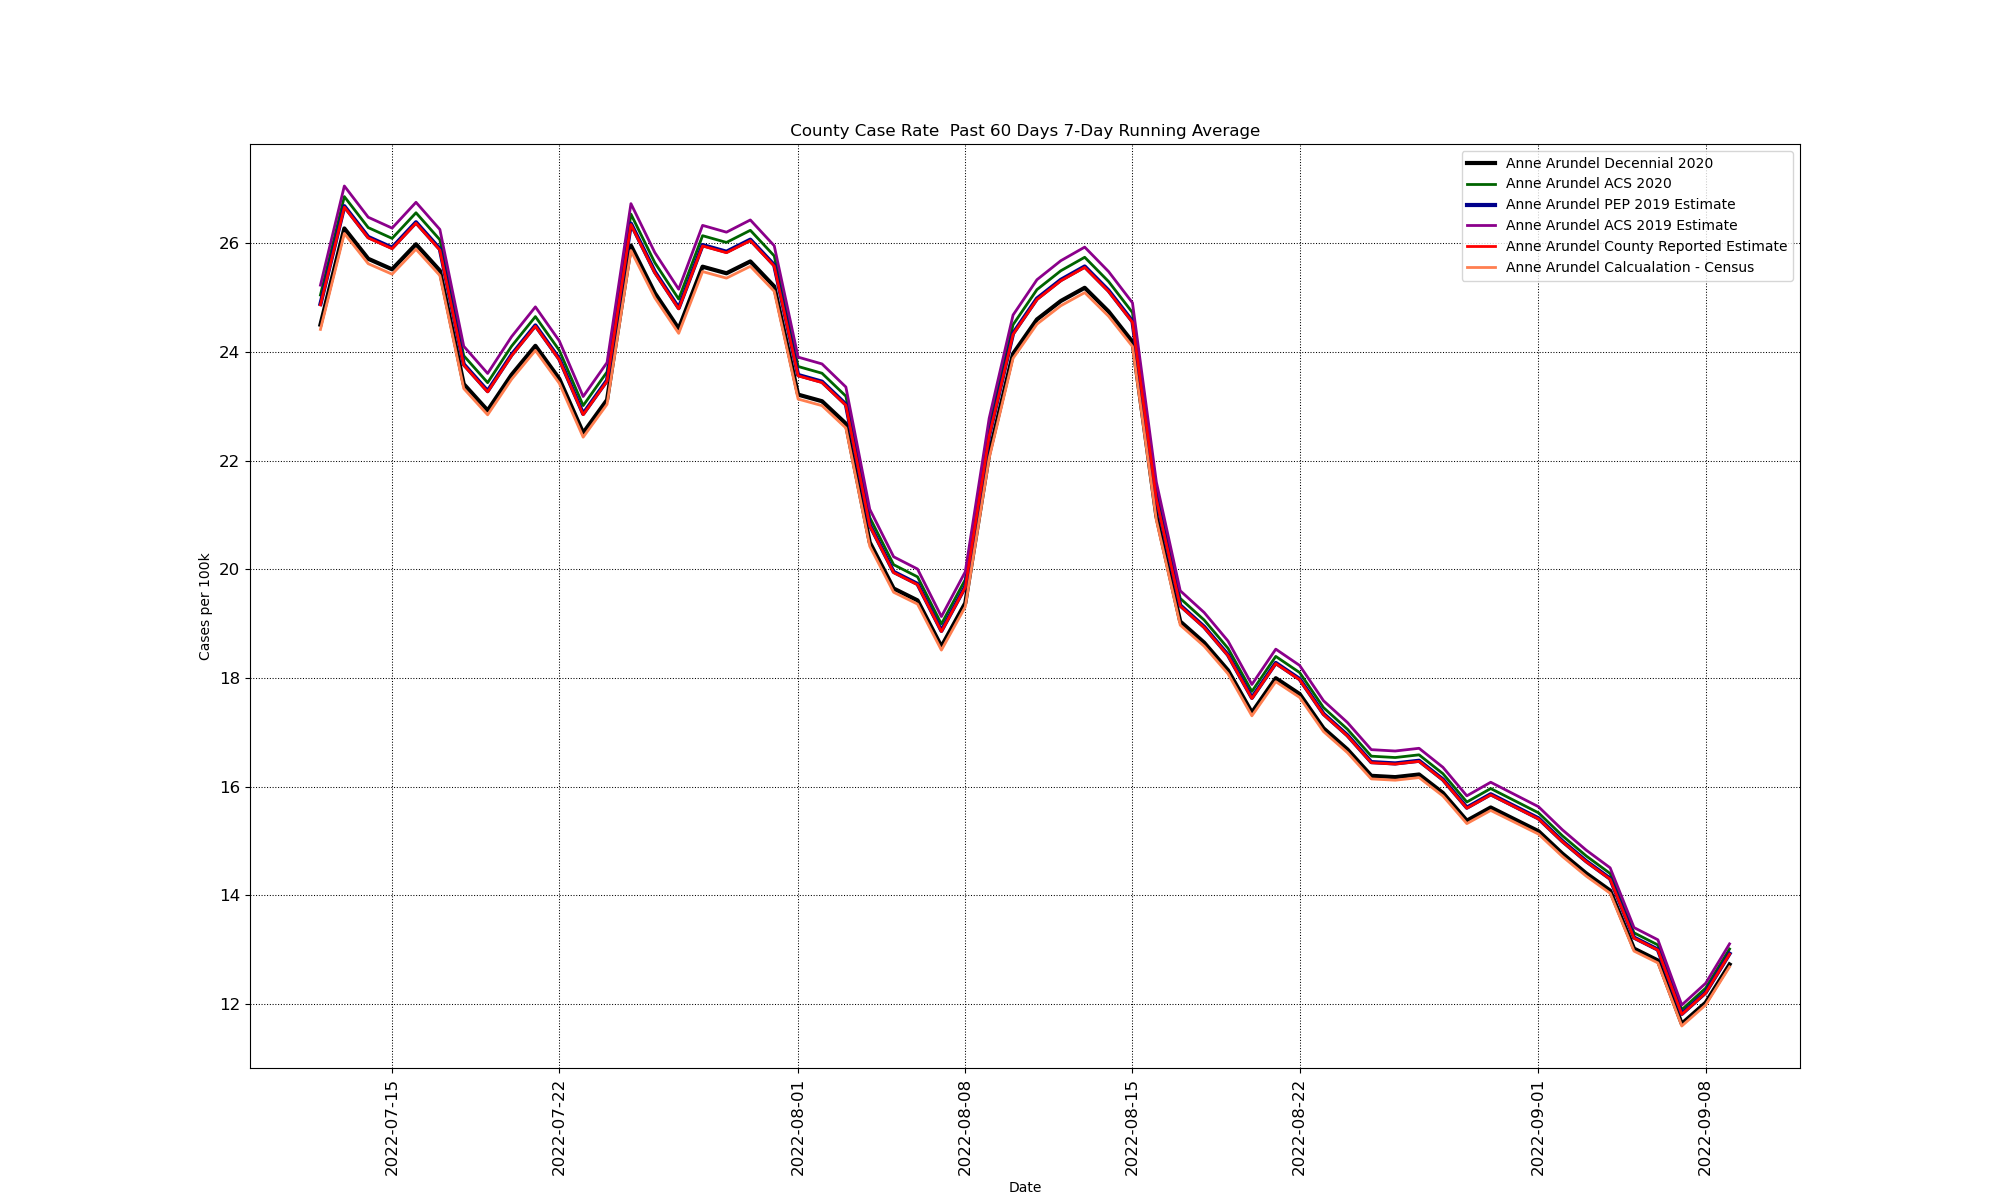 County Case Rate  Past 60 Days 7-Day Running Average
Anne Arundel Decennial 2020
Anne Arundel ACS 2020
Anne Arundel PEP 2019 Estimate
Anne Arundel ACS 2019 Estimate
Anne Arundel County Reported Estimate
Anne Arundel Calcualation - Census
Cases per 100k
26
24
22
20
18
16
14
12
2022-07-15
2022-07-22
2022-08-01
2022-08-08
2022-08-15
2022-08-22
2022-09-01
2022-09-08
Date